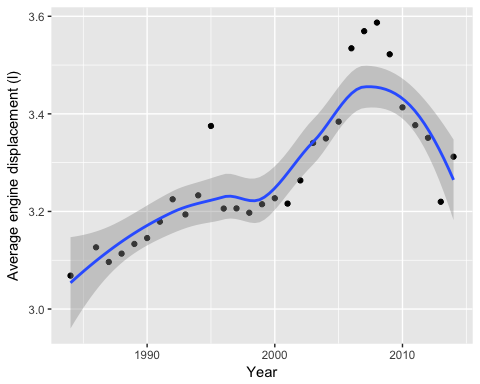 Average engine displacement (l)
3.6
3.4
3.2
3.0
1990 2000 2010
Year